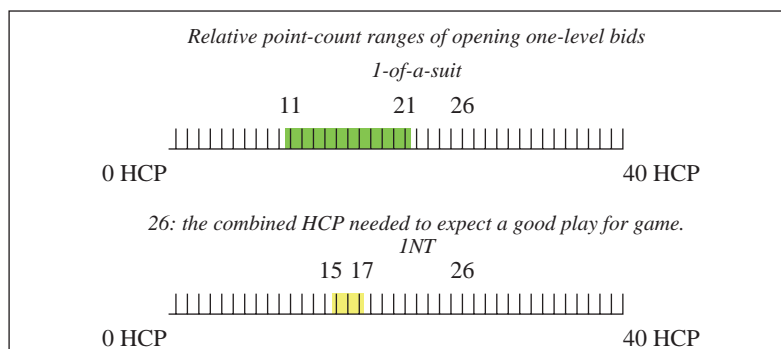 Relative point-count ranges of opening one-level bids
1-of-a-suit
11 21 26
0 HCP 40 HCP
26: the combined HCP needed to expect a good play for game.
1NT
15 17 26
0 HCP 40 HCP